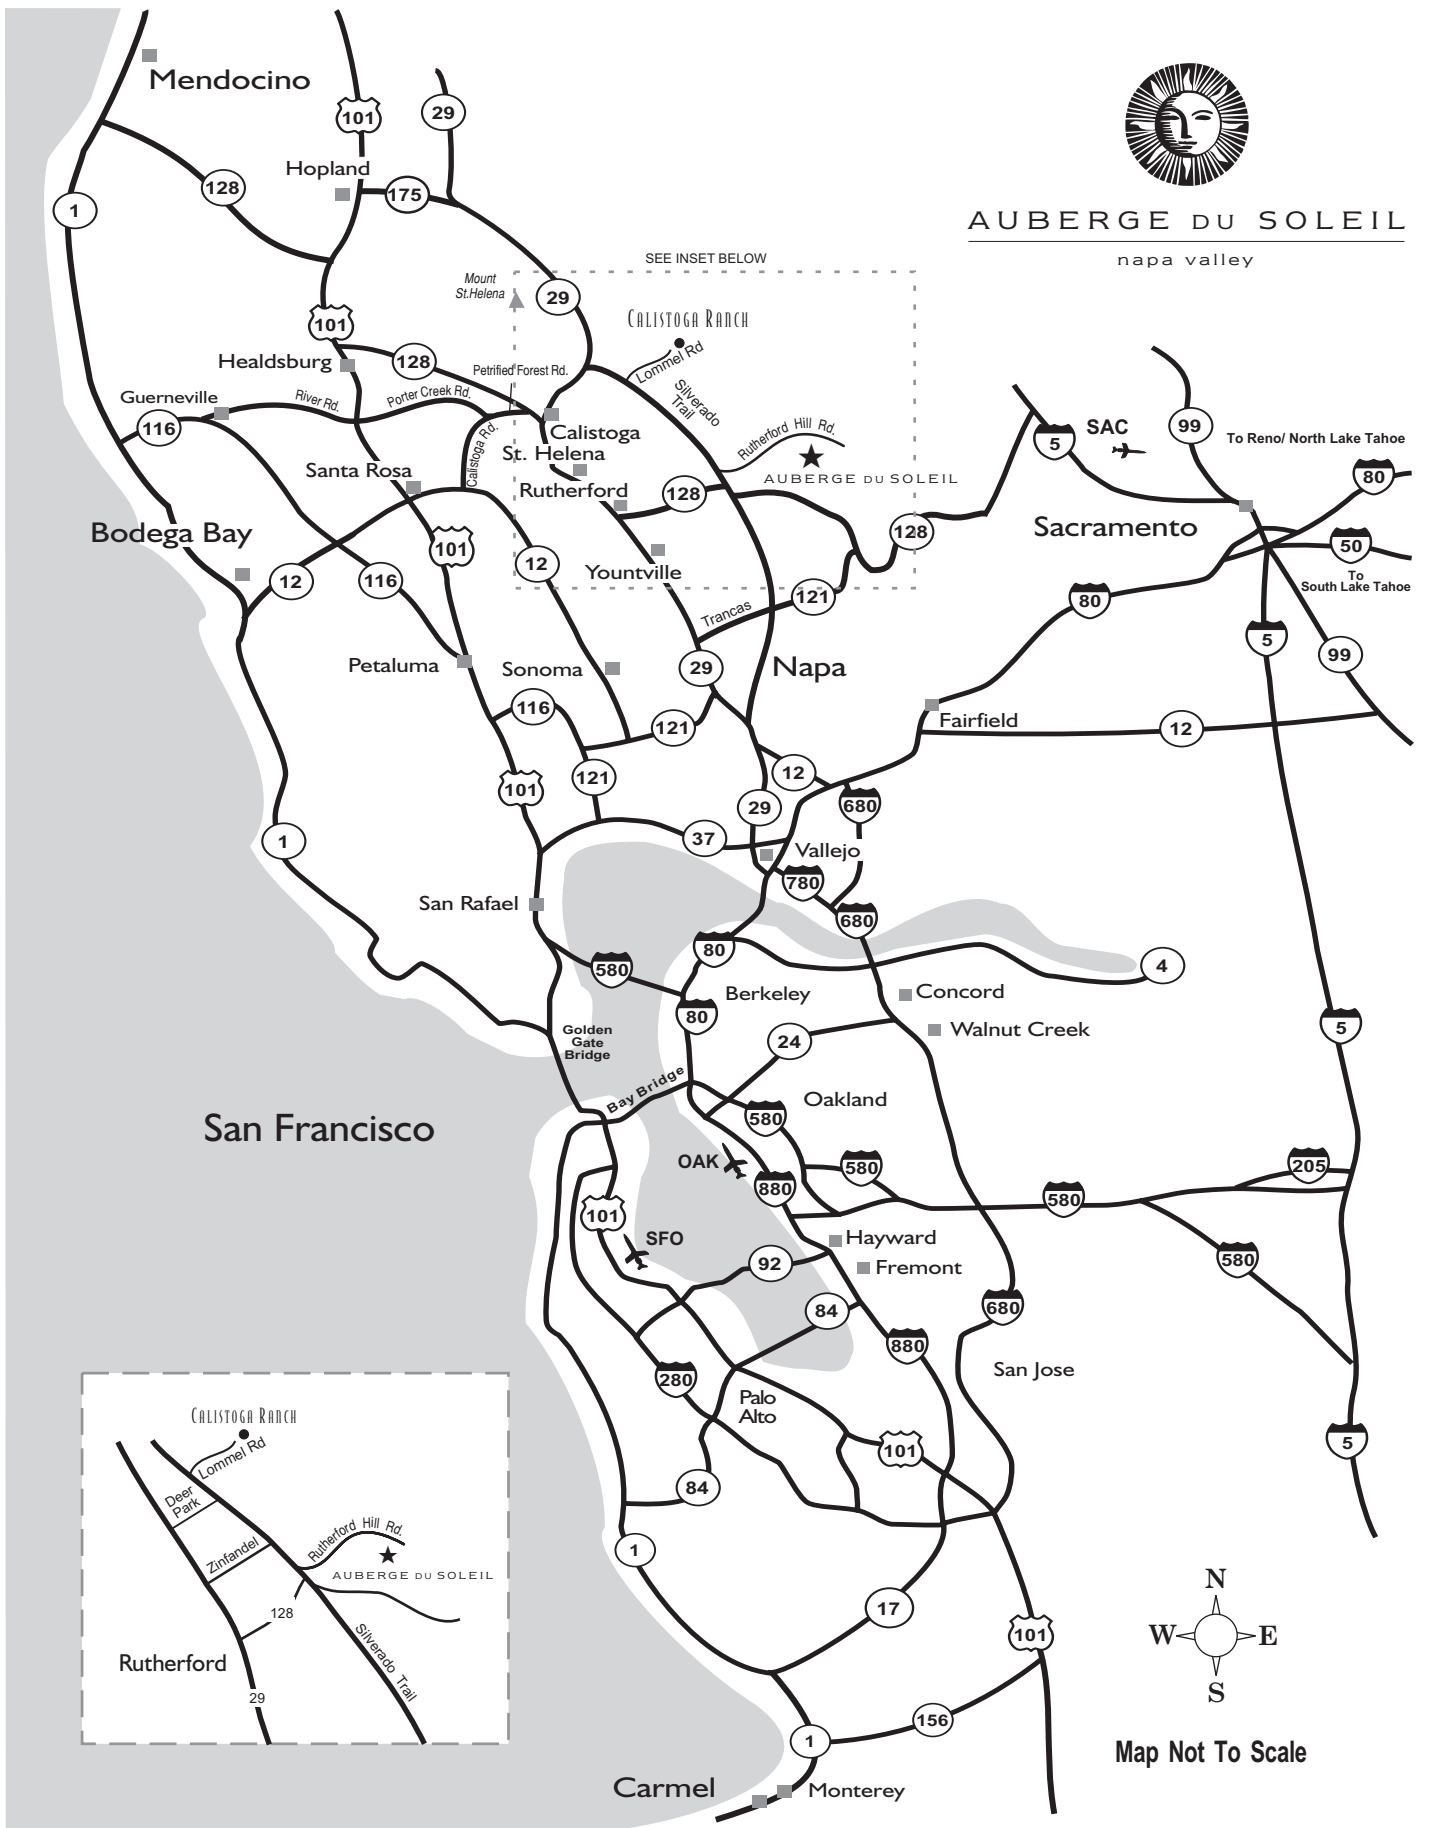 Mendocino
101
29
Hopland
128
175
1
AUBERGE DU SOLEIL
napa valley
SEE INSET BELOW
Mount
St.Helena
29
CALISTOGA RANCH
101
Lommel Rd
Healdsburg
128
Petrified Forest Rd.
Silverado
Trail
Guerneville
River Rd.
Porter Creek Rd.
116
Calistoga
Rutherford Hill Rd.
5
SAC
99
To Reno/ North Lake Tahoe
80
Calistoga Rd.
St. Helena
Santa Rosa
AUBERGE DU SOLEIL
Rutherford
128
Bodega Bay
128
Sacramento
101
50
To
South Lake Tahoe
12
116
12
Yountville
121
Trancas
80
5
99
Petaluma
Sonoma
29
Napa
116
121
Fairfield
12
121
12
101
29
680
1
37
Vallejo
780
San Rafael
680
80
580
4
Berkeley
Concord
80
5
Golden
Gate
Bridge
24
Walnut Creek
Bay Bridge
Oakland
580
San Francisco
OAK
580
205
880
580
101
SFO
Hayward
92
Fremont
580
84
680
880
280
San Jose
Palo
Alto
101
5
84
1
17
101
156
1
Carmel
Monterey
CALISTOGA RANCH
Lommel Rd
Deer
Park
Zinfandel
Rutherford Hill Rd.
AUBERGE DU SOLEIL
128
Silverado Trail
Rutherford
29
N
W
E
S
Map Not To Scale